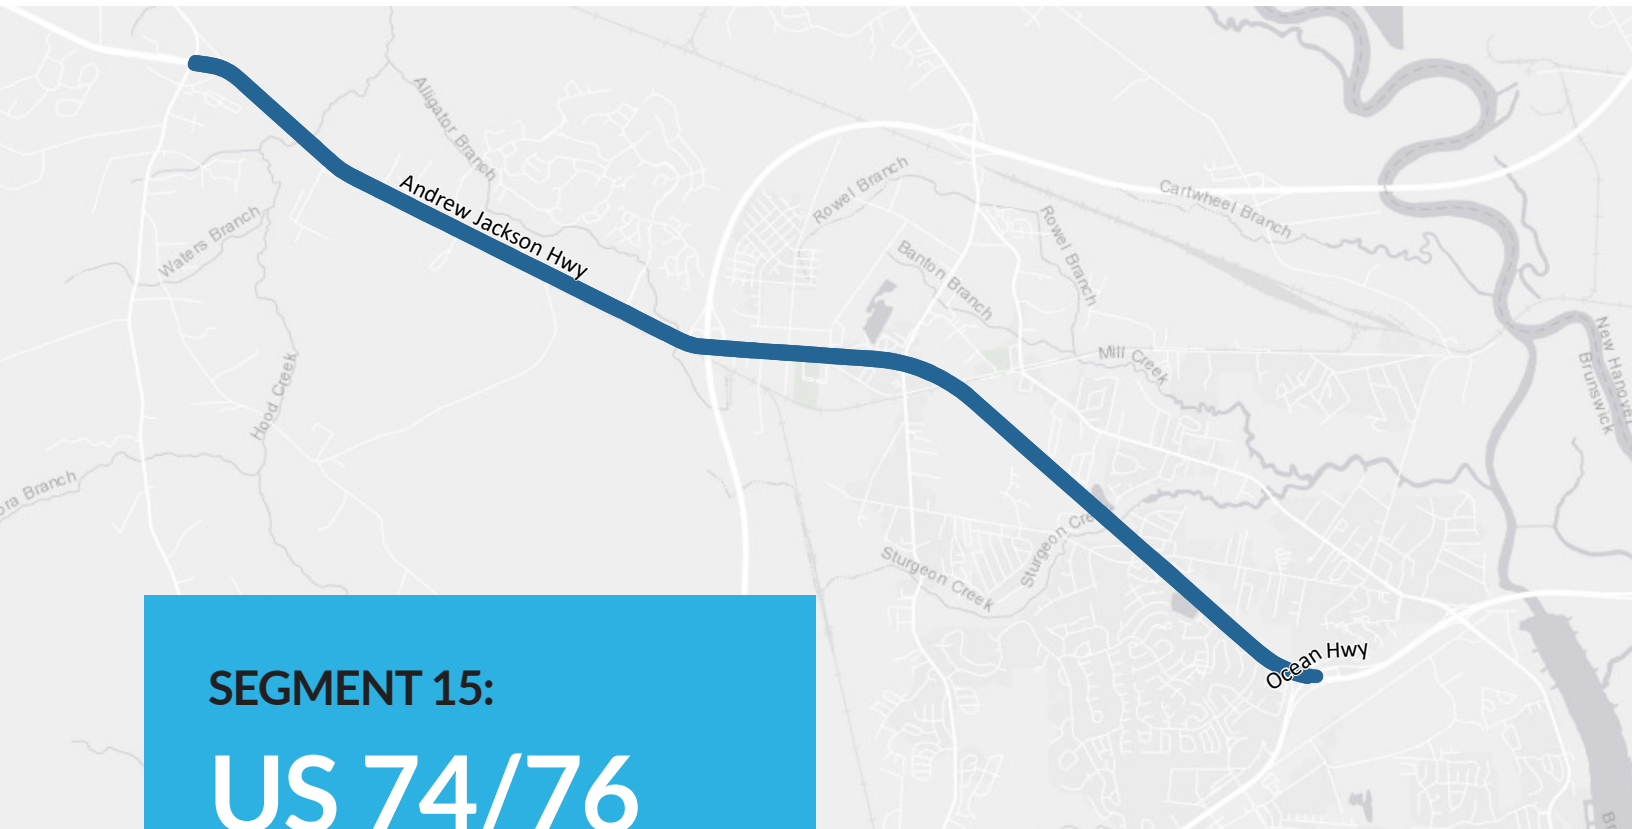 Alligator Branch
Andrew Jackson Hwy
Waters Branch
Hood Creek
Branch
Rowel Branch
Rowel Branch
Cartwheel Branch
Banton Branch
Mill Creek
New Hanover
Brunswick
Sturgeon Creek
Sturgeon
Ocean Hwy
SEGMENT 15:
US 74/76